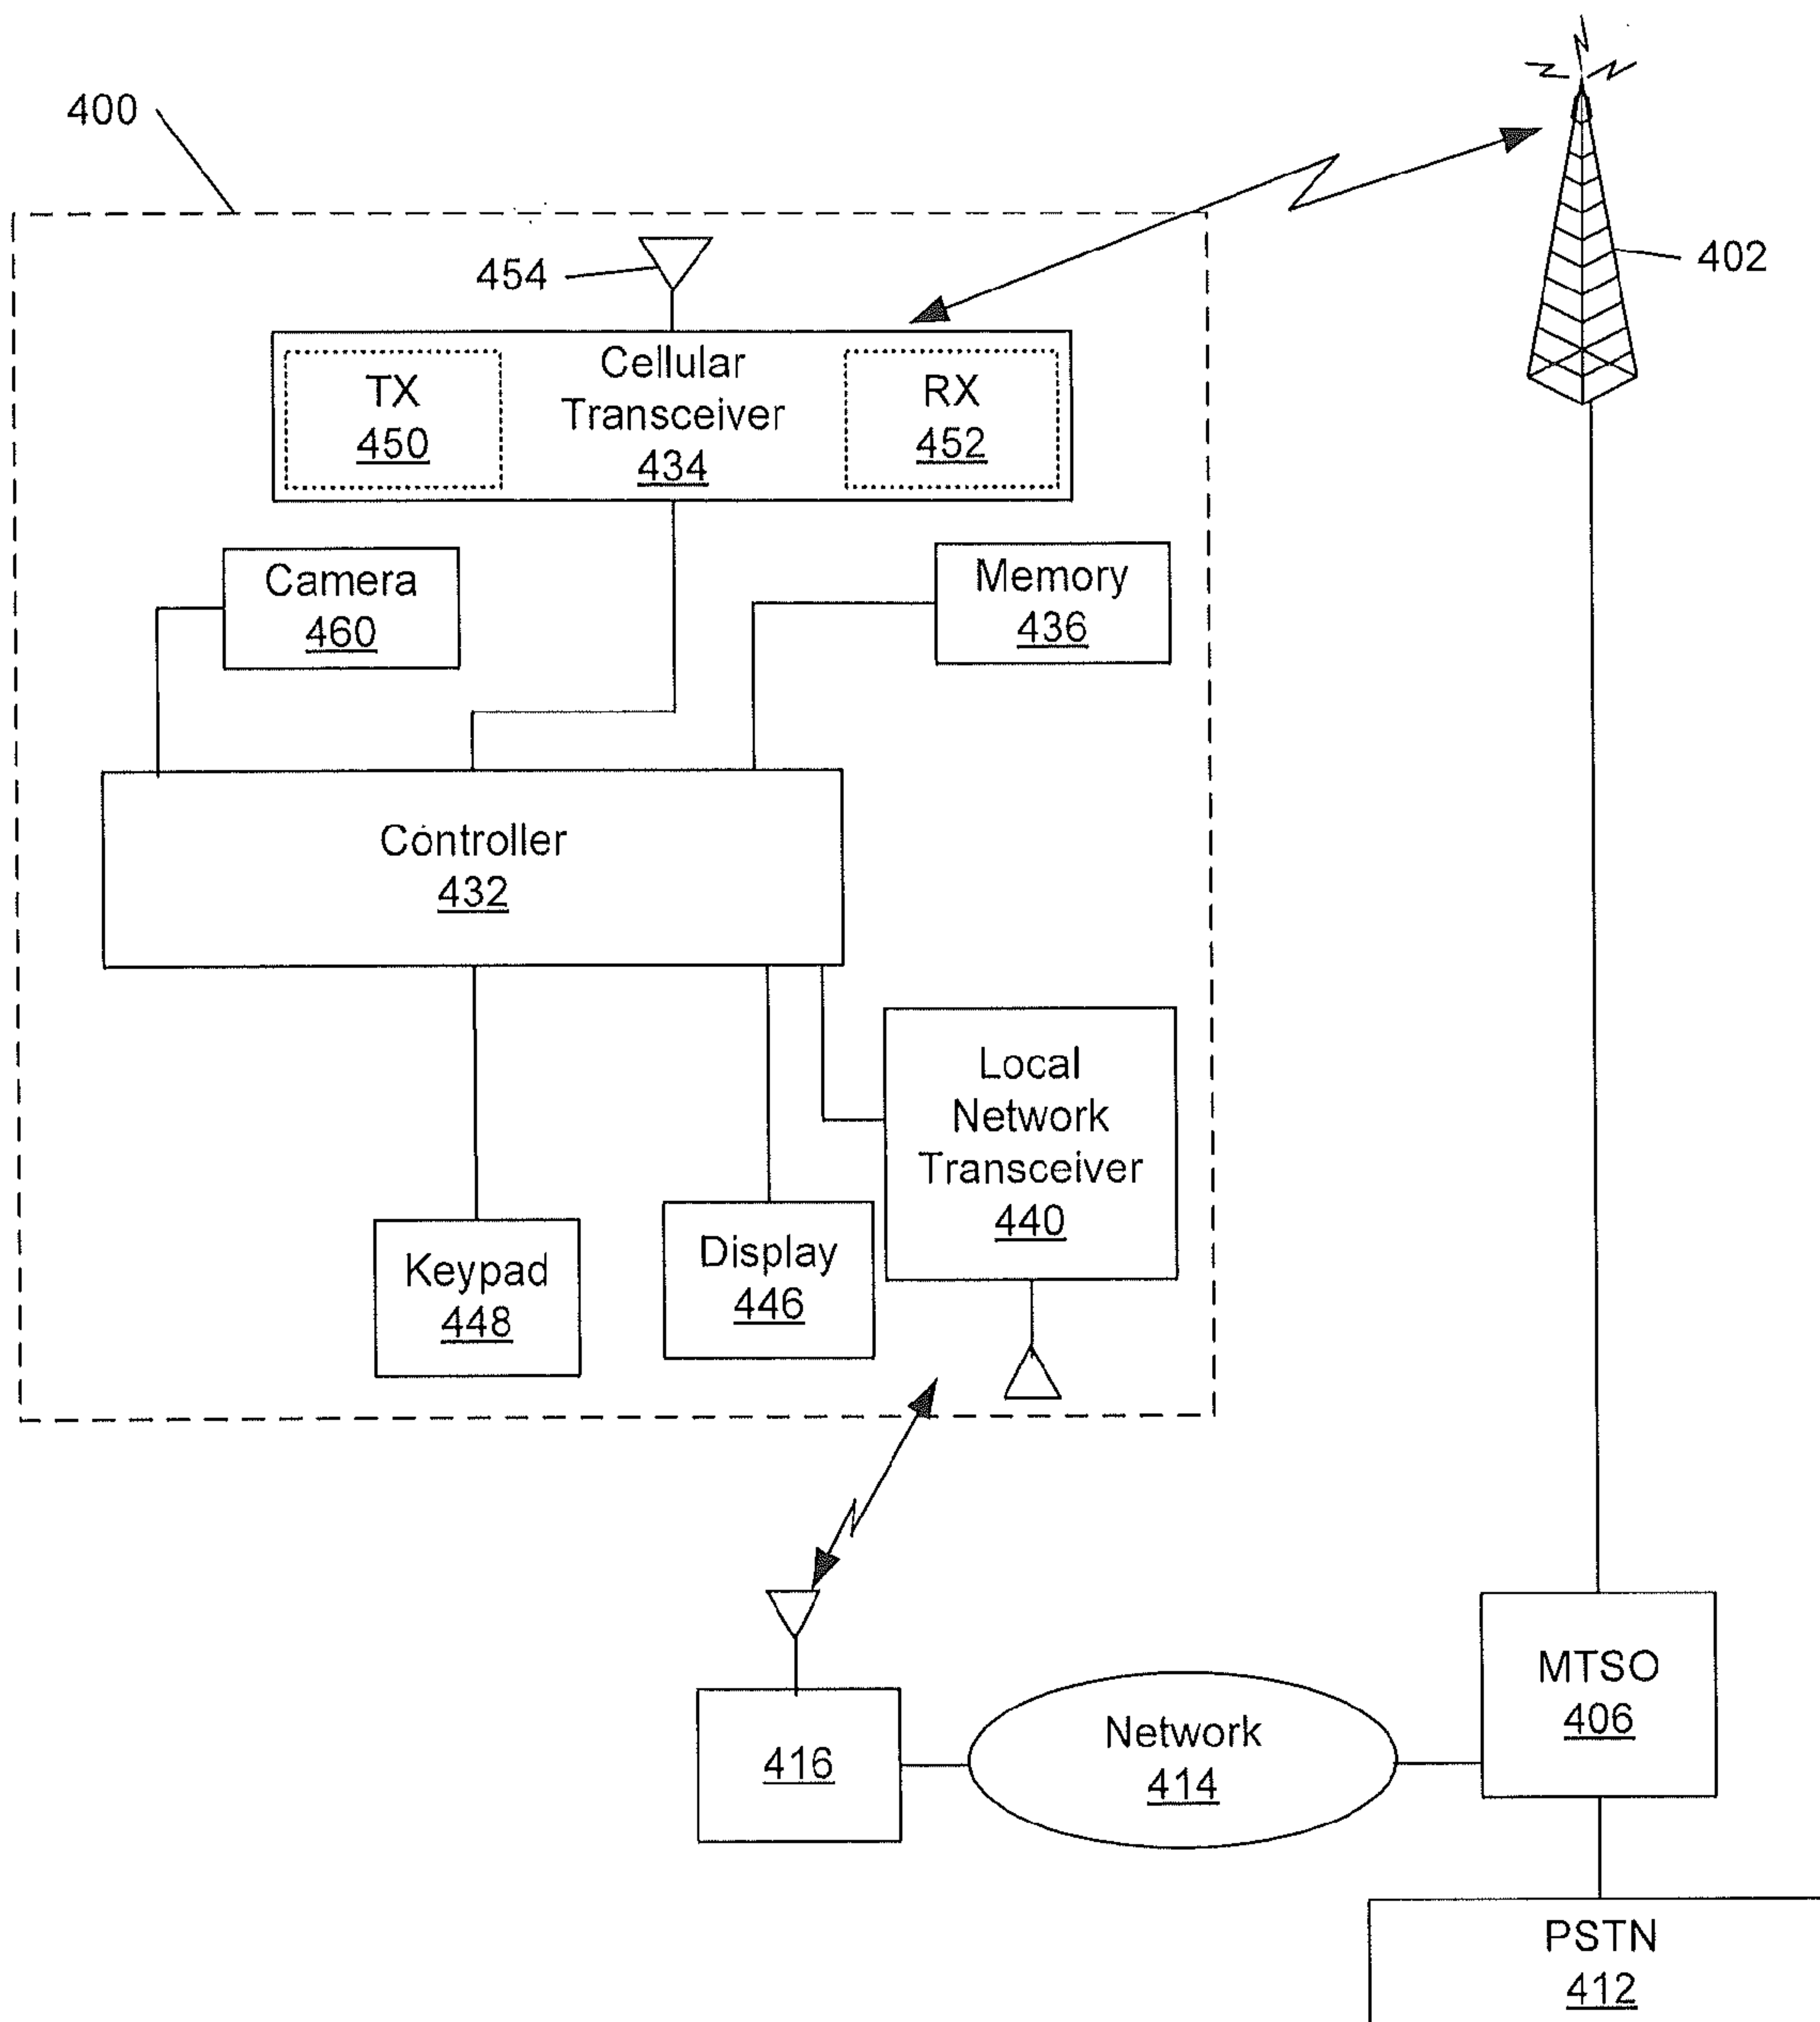 400
402
454
TX
450
Cellular
Transceiver
434
RX
452
Camera
460
Memory
436
Controller
432
Local
Network
Transceiver
440
Keypad
448
Display
446
MTSO
406
416
Network
414
PSTN
412